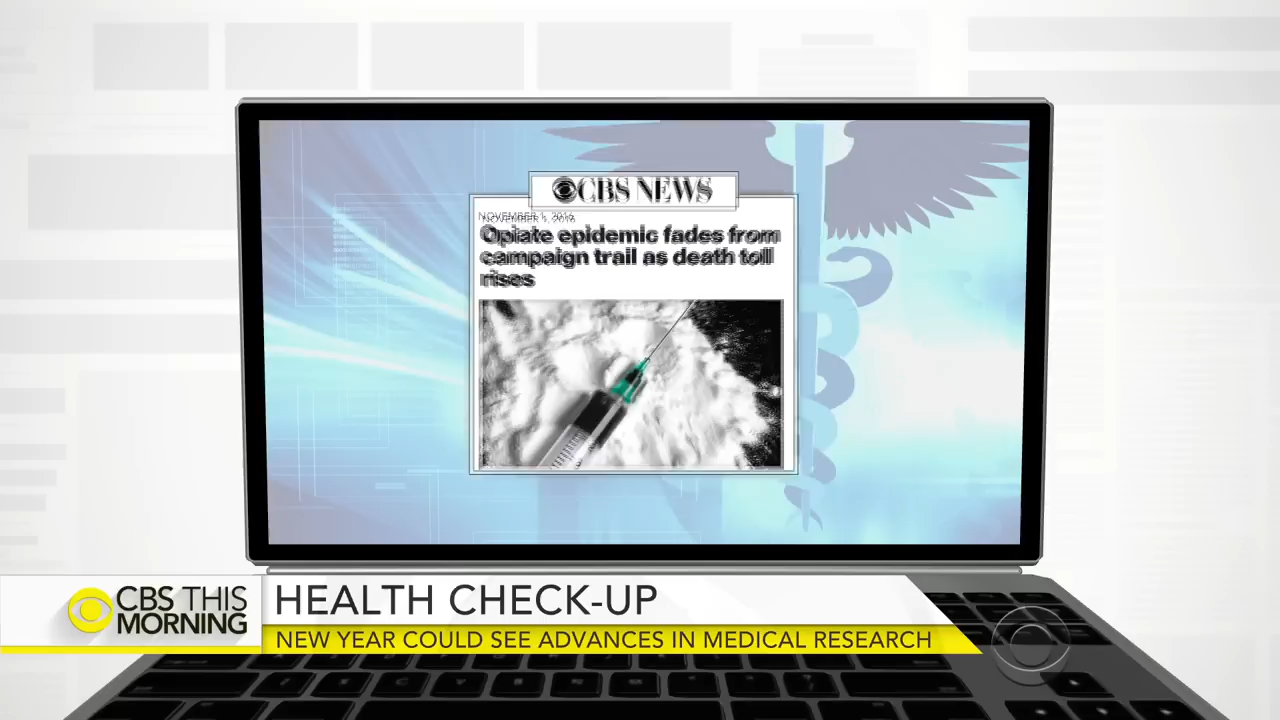 CBS NEWS
NOVEMBER 1, 2016
Opiate epidemic fades from
campaign trail as death toll
rises
CBS THIS
MORNING
HEALTH CHECK-UP
NEW YEAR COULD SEE ADVANCES IN MEDICAL RESEARCH